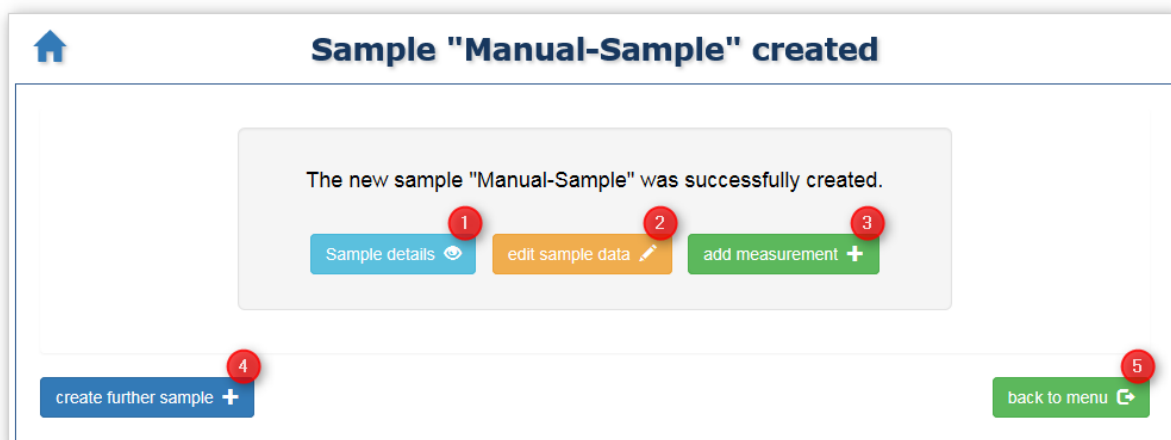 Sample "Manual-Sample" created
The new sample "Manual-Sample" was successfully created.
1 2 3
Sample details edit sample data add measurement
4 5
create further sample back to menu